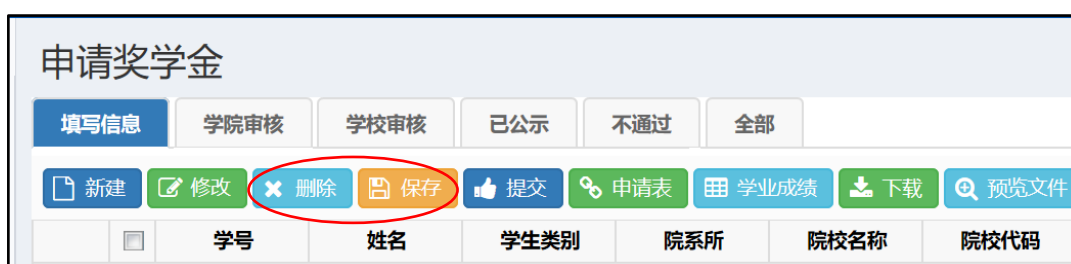 申请奖学金
填写信息 学院审核 学校审核 已公示 不通过 全部
新建 修改 删除 保存 提交 申请表 学业成绩 下载 预览文件
学号 姓名 学生类别 院系所 院校名称 院校代码